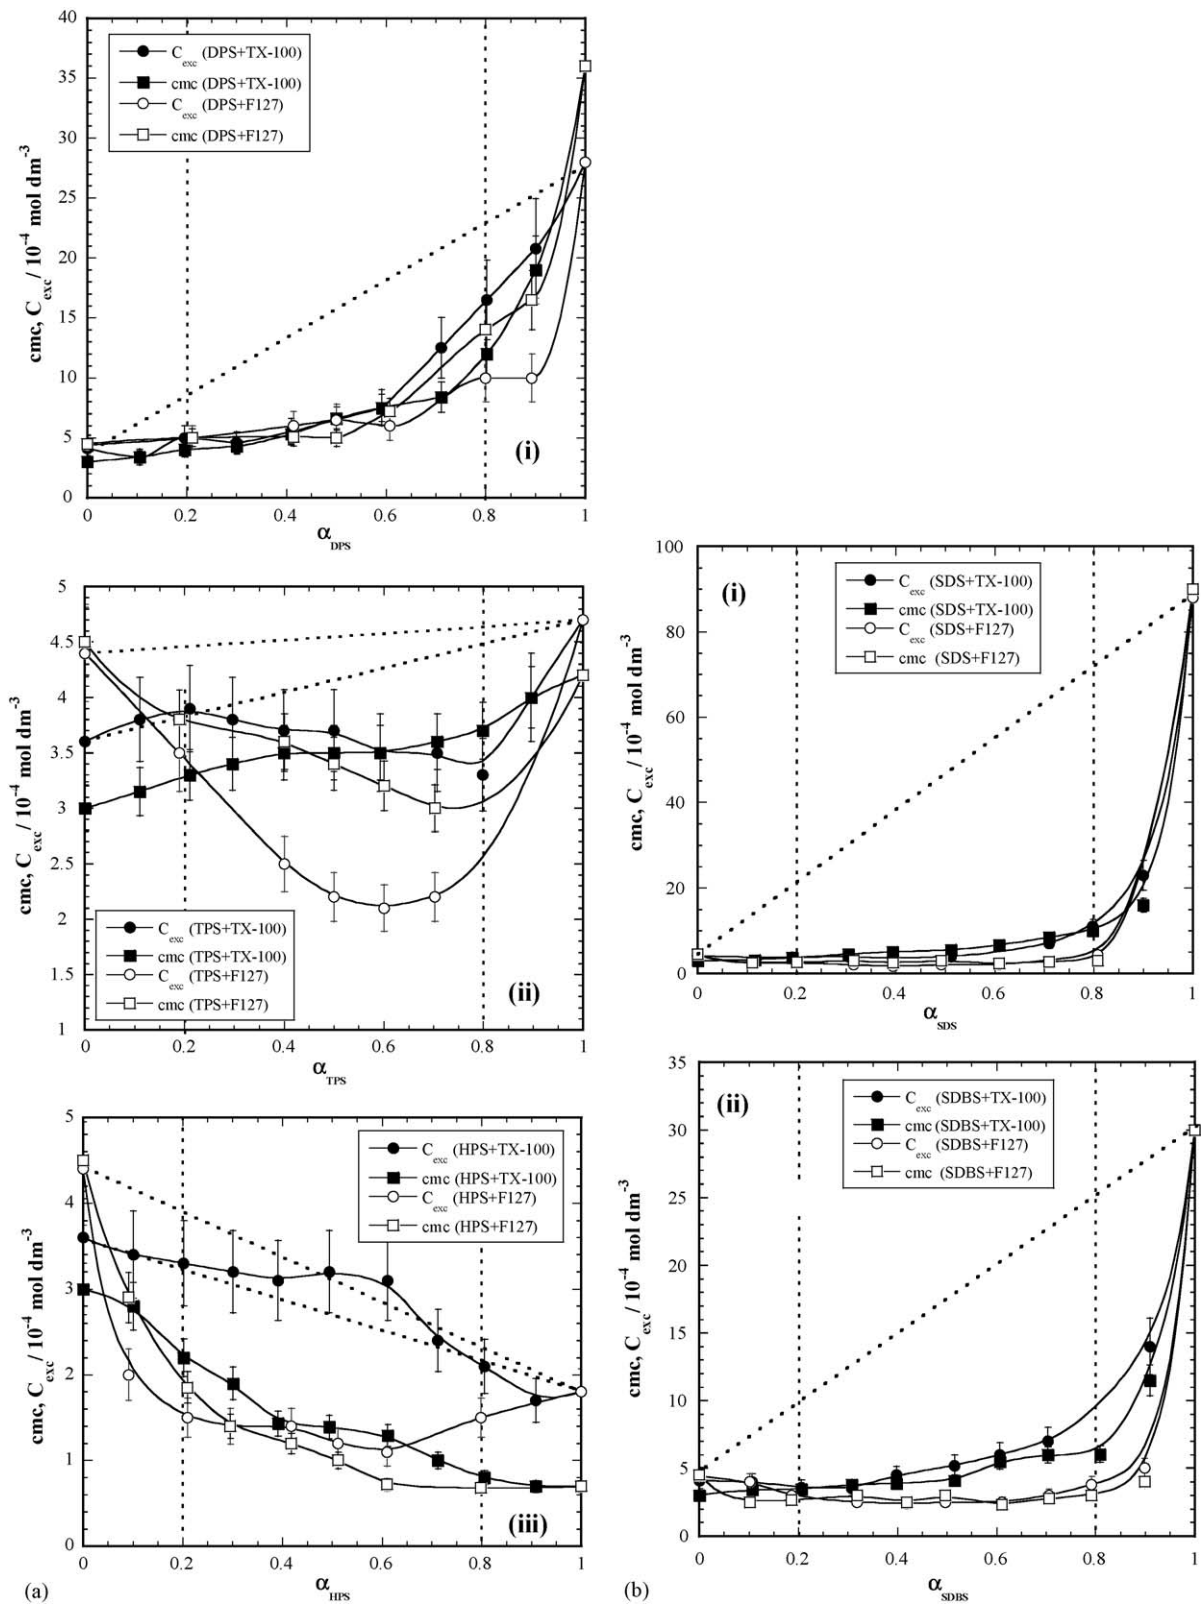 40
35
30
25
20
15
10
5
0
cmc, C_exc / 10^-4 mol dm^-3
C_exc (DPS+TX-100)
cmc (DPS+TX-100)
C_exc (DPS+F127)
cmc (DPS+F127)
(i)
0 0.2 0.4 0.6 0.8 1
α_DPS
5
4.5
4
3.5
3
2.5
2
1.5
1
cmc, C_exc / 10^-4 mol dm^-3
C_exc (TPS+TX-100)
cmc (TPS+TX-100)
C_exc (TPS+F127)
cmc (TPS+F127)
(ii)
0 0.2 0.4 0.6 0.8 1
α_TPS
5
4
3
2
1
0
cmc, C_exc / 10^-4 mol dm^-3
C_exc (HPS+TX-100)
cmc (HPS+TX-100)
C_exc (HPS+F127)
cmc (HPS+F127)
(iii)
0 0.2 0.4 0.6 0.8 1
α_HPS
(a)
100
80
60
40
20
0
cmc, C_exc / 10^-4 mol dm^-3
(i)
C_exc (SDS+TX-100)
cmc (SDS+TX-100)
C_exc (SDS+F127)
cmc (SDS+F127)
0 0.2 0.4 0.6 0.8 1
α_SDS
35
30
25
20
15
10
5
0
cmc, C_exc / 10^-4 mol dm^-3
(ii)
C_exc (SDBS+TX-100)
cmc (SDBS+TX-100)
C_exc (SDBS+F127)
cmc (SDBS+F127)
0 0.2 0.4 0.6 0.8 1
α_SDBS
(b)